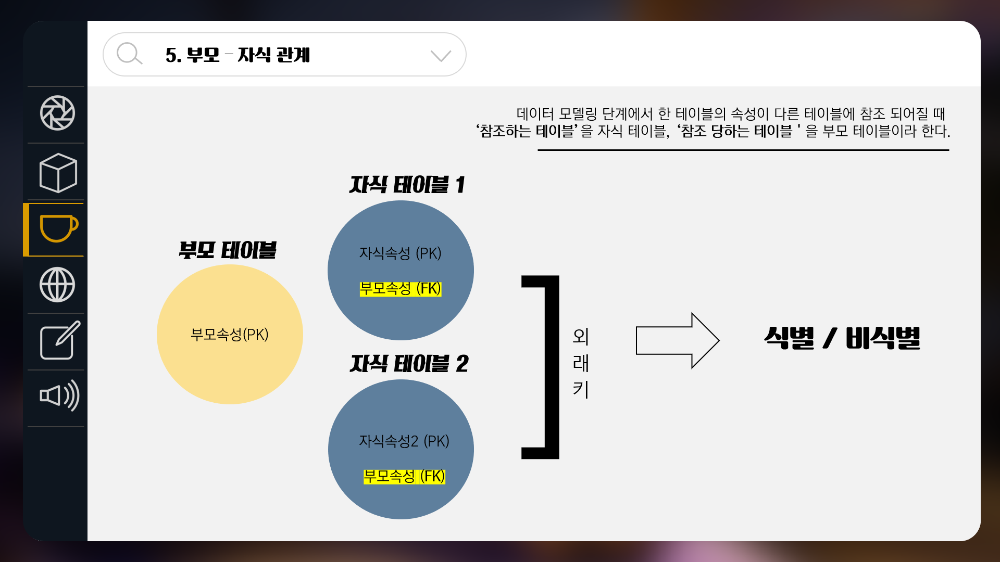 5. 부모 – 자식 관계
데이터 모델링 단계에서 한 테이블의 속성이 다른 테이블에 참조 되어질 때
‘참조하는 테이블’ 을 자식 테이블, ‘참조 당하는 테이블 ' 을 부모 테이블이라 한다.
부모 테이블
부모속성(PK)
자식 테이블 1
자식속성 (PK)
부모속성 (FK)
자식 테이블 2
자식속성2 (PK)
부모속성 (FK)
외
래
키
식별 / 비식별